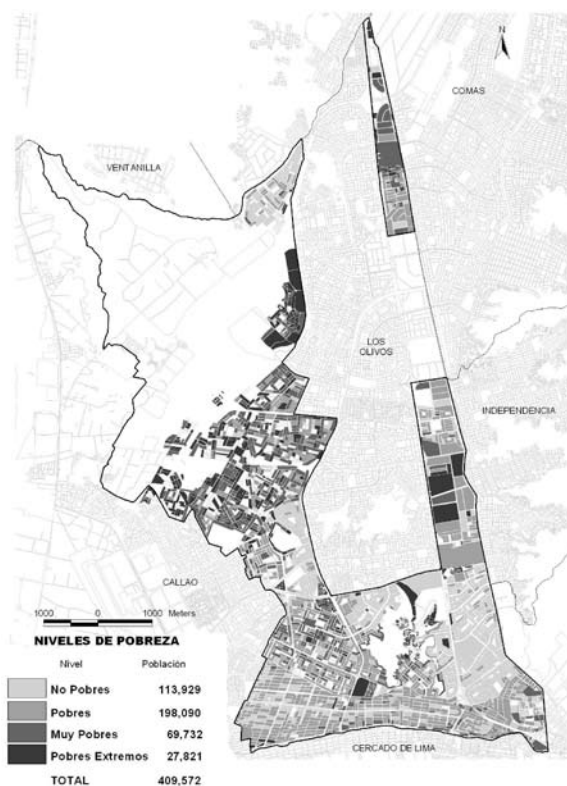 N
COMAS
VENTANILLA
LOS
OLIVOS
INDEPENDENCIA
CALLAO
1000 0 1000 Meters
NIVELES DE POBREZA
Nivel Población
No Pobres 113,929
Pobres 198,090
Muy Pobres 69,732
Pobres Extremos 27,821
TOTAL 409,572
CERCADO DE LIMA